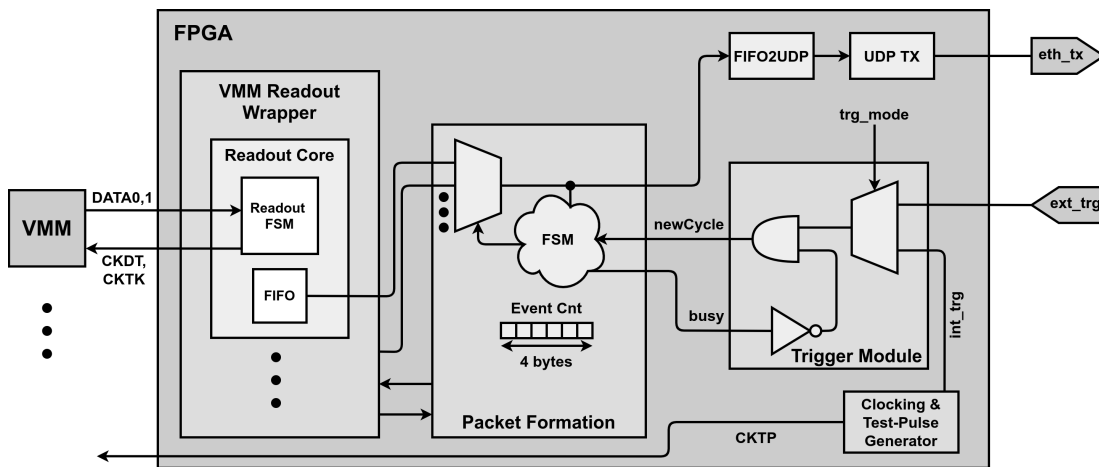 FPGA
VMM Readout
Wrapper
Readout Core
Readout
FSM
FIFO
VMM
DATA0,1
CKDT,
CKTK
FSM
Event Cnt
4 bytes
Packet Formation
FIFO2UDP
UDP TX
eth_tx
trg_mode
ext_trg
newCycle
busy
int_trg
Trigger Module
Clocking &
Test-Pulse
Generator
CKTP